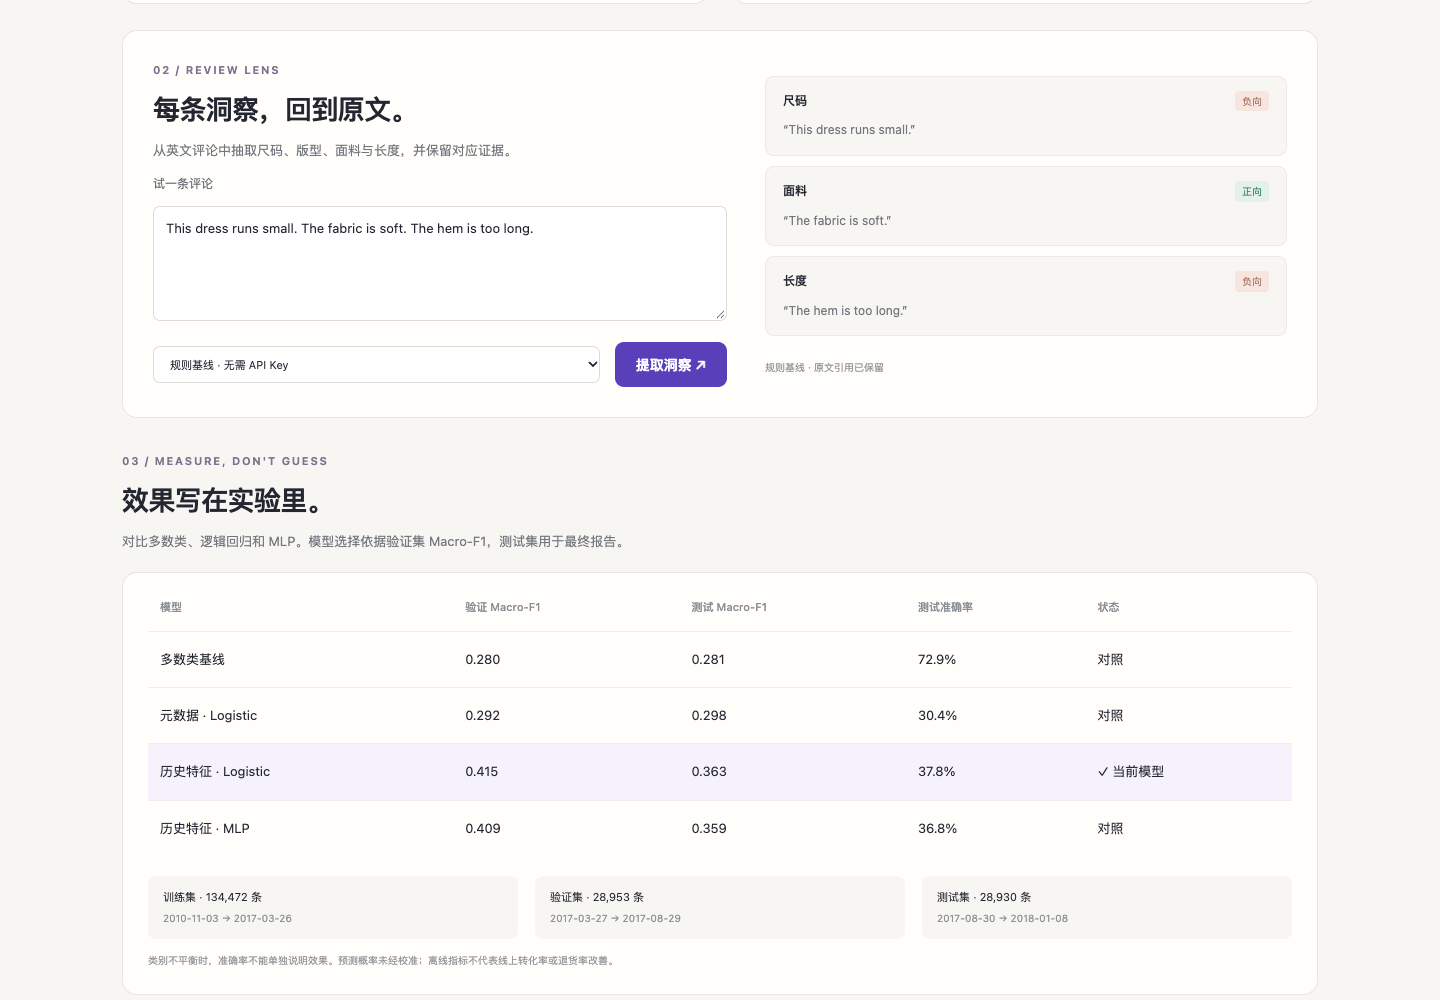 02 / REVIEW LENS
每条洞察，回到原文。
从英文评论中抽取尺码、版型、面料与长度，并保留对应证据。
试一条评论
This dress runs small. The fabric is soft. The hem is too long.
规则基线 · 无需 API Key
提取洞察 ↗
尺码
负向
“This dress runs small.”
面料
正向
“The fabric is soft.”
长度
负向
“The hem is too long.”
规则基线 · 原文引用已保留
03 / MEASURE, DON'T GUESS
效果写在实验里。
对比多数类、逻辑回归和 MLP。模型选择依据验证集 Macro-F1，测试集用于最终报告。
模型 验证 Macro-F1 测试 Macro-F1 测试准确率 状态
多数类基线 0.280 0.281 72.9% 对照
元数据 · Logistic 0.292 0.298 30.4% 对照
历史特征 · Logistic 0.415 0.363 37.8% ✓ 当前模型
历史特征 · MLP 0.409 0.359 36.8% 对照
训练集 · 134,472 条
2010-11-03 → 2017-03-26
验证集 · 28,953 条
2017-03-27 → 2017-08-29
测试集 · 28,930 条
2017-08-30 → 2018-01-08
类别不平衡时，准确率不能单独说明效果。预测概率未经校准；离线指标不代表线上转化率或退货率改善。